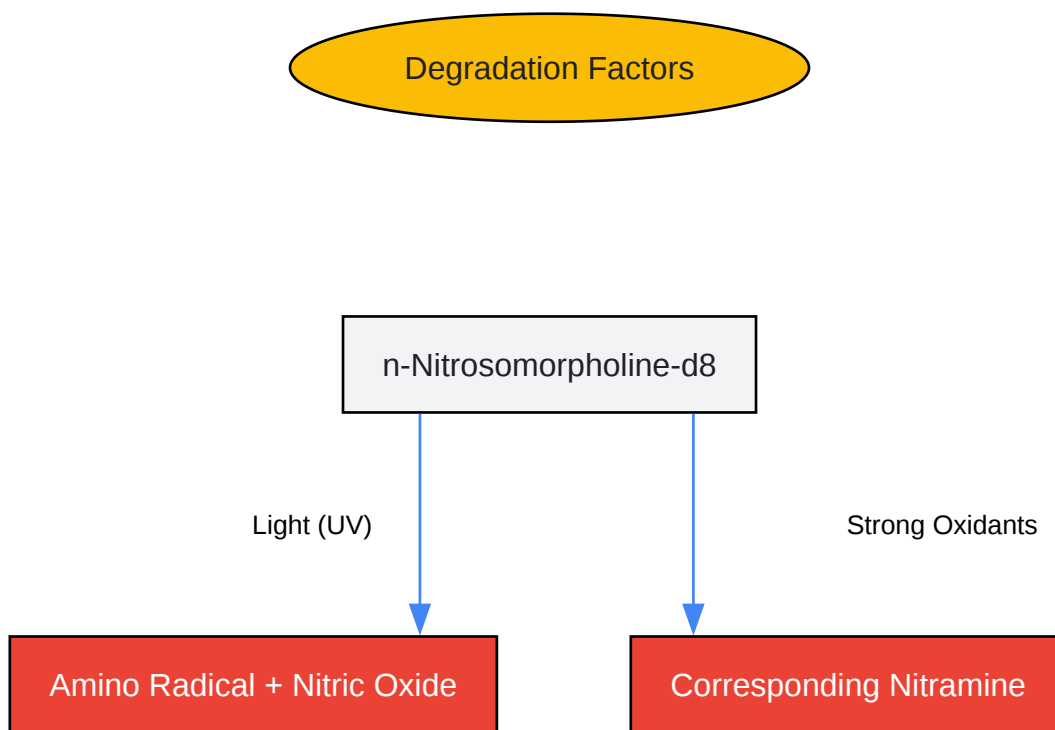 Degradation Factors
n-Nitrosomorpholine-d8
Light (UV)
Strong Oxidants
Amino Radical + Nitric Oxide
Corresponding Nitramine